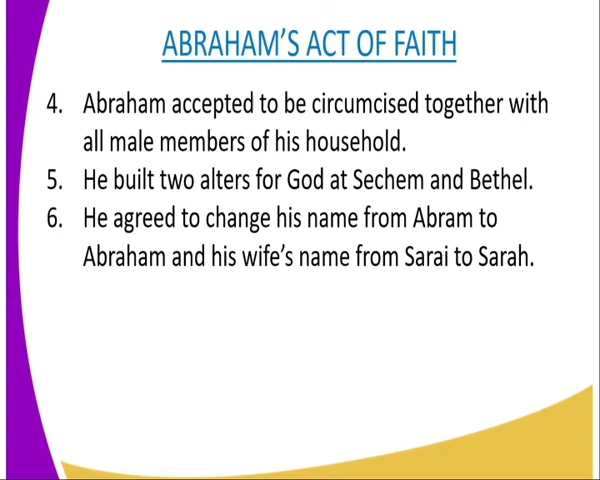 ABRAHAM’S ACT OF FAITH
4. Abraham accepted to be circumcised together with
all male members of his household.
5. He built two alters for God at Sechem and Bethel.
6. He agreed to change his name from Abram to
Abraham and his wife’s name from Sarai to Sarah.